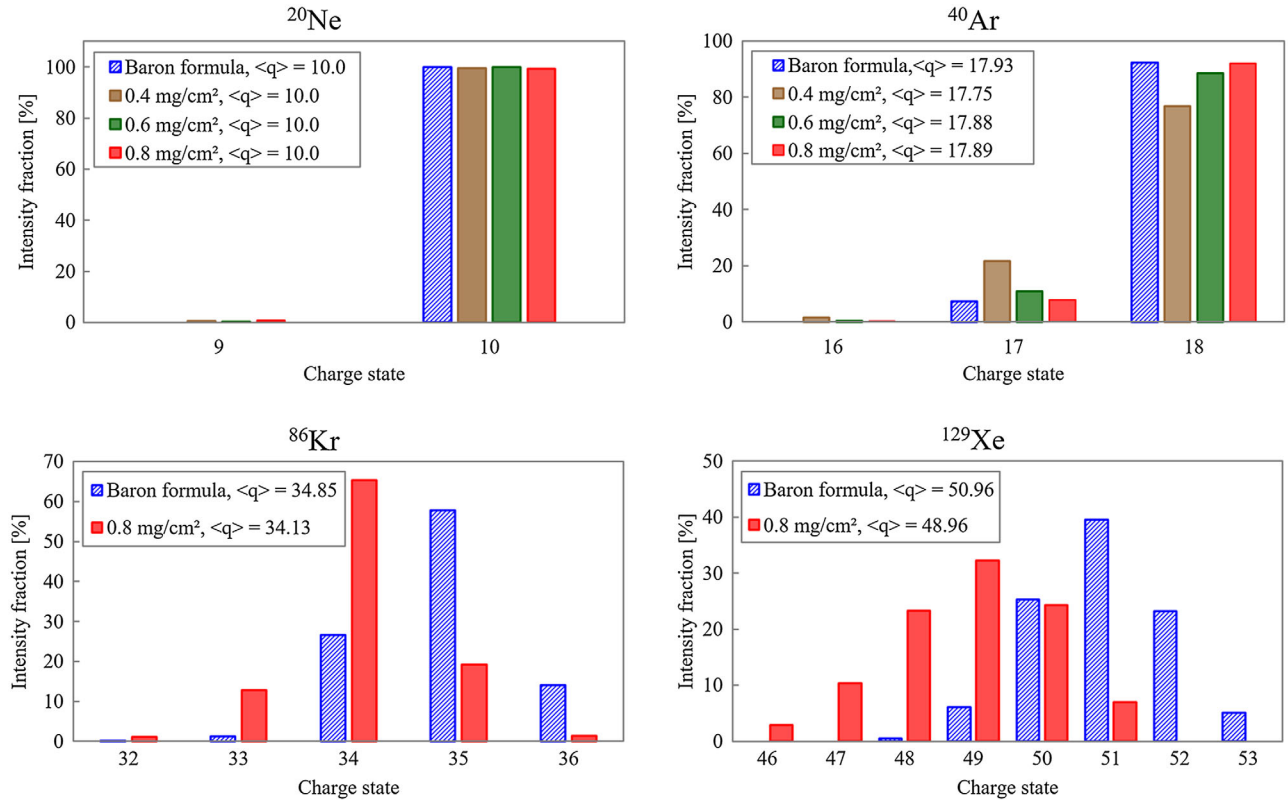 ²⁰Ne
Intensity fraction [%]
100
80
60
40
20
0
Baron formula, <q> = 10.0
0.4 mg/cm², <q> = 10.0
0.6 mg/cm², <q> = 10.0
0.8 mg/cm², <q> = 10.0
9 10
Charge state
⁴⁰Ar
Intensity fraction [%]
100
80
60
40
20
0
Baron formula,<q> = 17.93
0.4 mg/cm², <q> = 17.75
0.6 mg/cm², <q> = 17.88
0.8 mg/cm², <q> = 17.89
16 17 18
Charge state
⁸⁶Kr
Intensity fraction [%]
70
60
50
40
30
20
10
0
Baron formula, <q> = 34.85
0.8 mg/cm², <q> = 34.13
32 33 34 35 36
Charge state
¹²⁹Xe
Intensity fraction [%]
50
40
30
20
10
0
Baron formula, <q> = 50.96
0.8 mg/cm², <q> = 48.96
46 47 48 49 50 51 52 53
Charge state